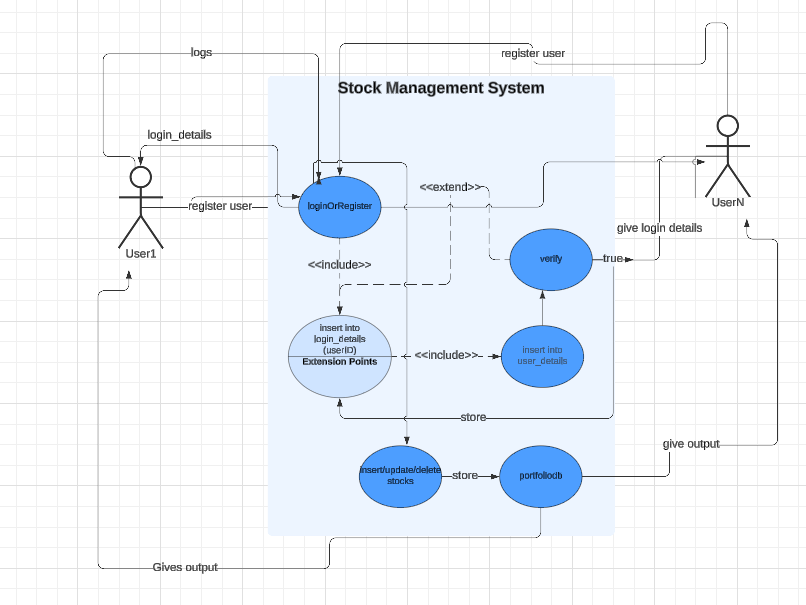 logs
register user
Stock Management System
login_details
<<extend>>
loginOrRegister
register user
UserN
give login details
User1
<<include>>
verify
true
insert into
login_details
(userID)
Extension Points
<<include>>
insert into
user_details
store
give output
insert/update/delete
stocks
store
portfoliodb
Gives output